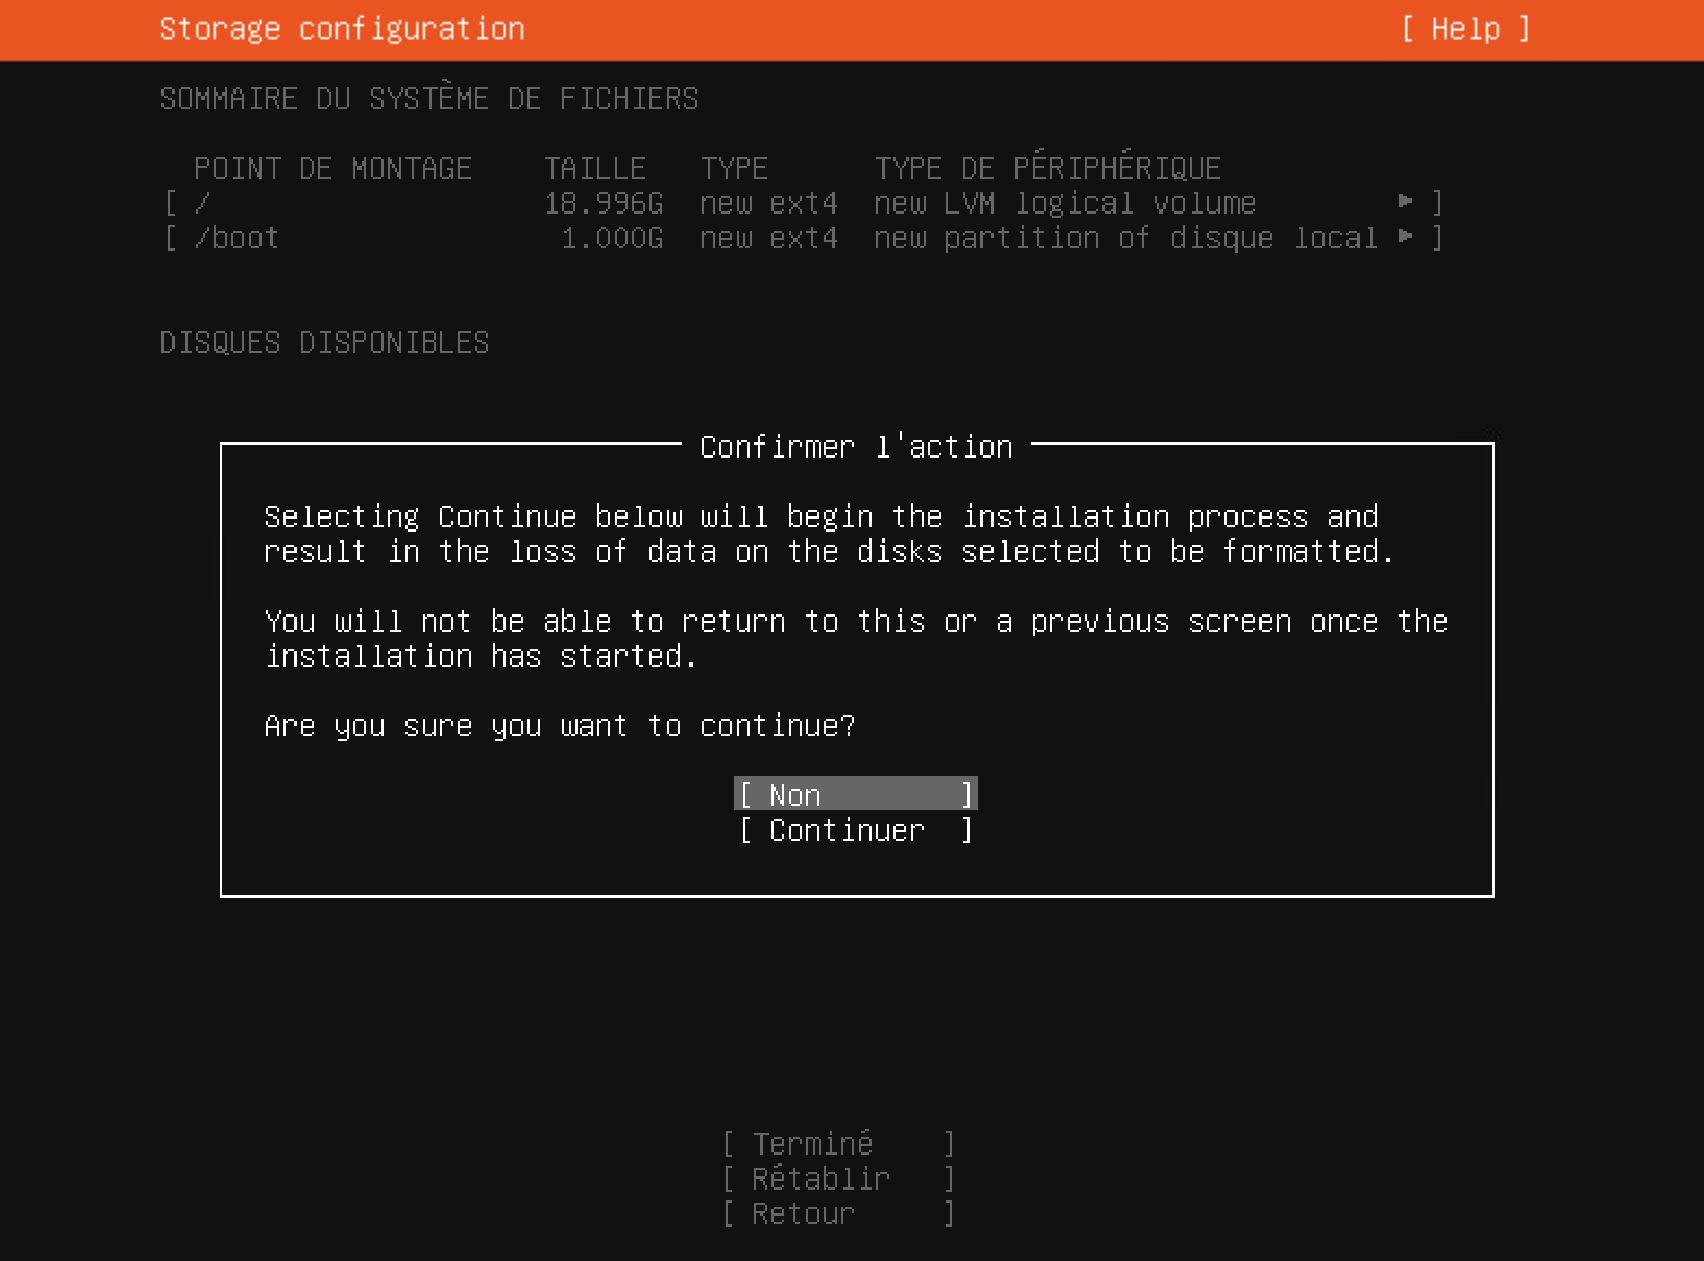 Storage configuration [ Help ]
SOMMAIRE DU SYSTÈME DE FICHIERS
POINT DE MONTAGE TAILLE TYPE TYPE DE PÉRIPHÉRIQUE
[ / 18.996G new ext4 new LVM logical volume ▸ ]
[ /boot 1.000G new ext4 new partition of disque local ▸ ]
DISQUES DISPONIBLES
Confirmer l'action
Selecting Continue below will begin the installation process and
result in the loss of data on the disks selected to be formatted.
You will not be able to return to this or a previous screen once the
installation has started.
Are you sure you want to continue?
[ Non ]
[ Continuer ]
[ Terminé ]
[ Rétablir ]
[ Retour ]